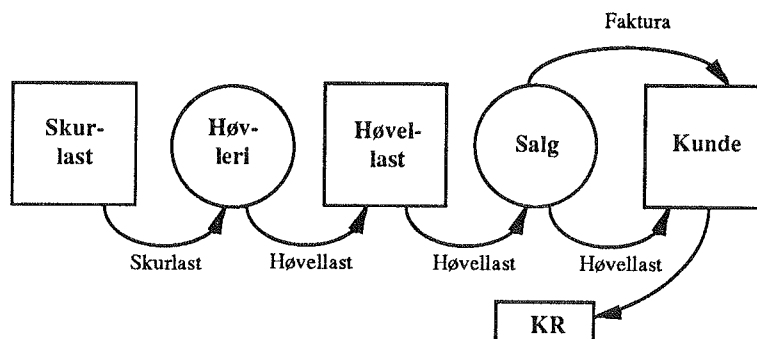 Faktura
Skur-
last
Høv-
leri
Høvel-
last
Salg
Kunde
Skurlast
Høvellast
Høvellast
Høvellast
KR